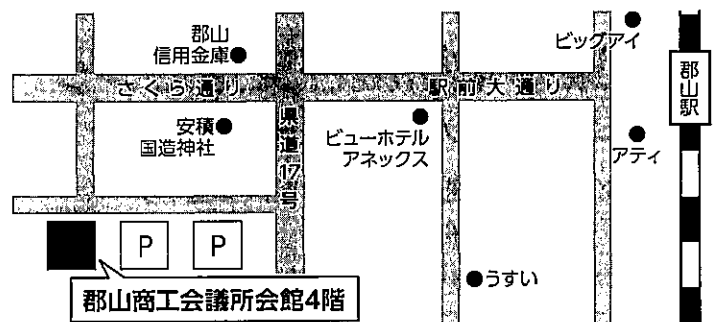 郡山
信用金庫
ビッグアイ
郡山駅
さくら通り
駅前大通り
県道17号
安積
国造神社
ビューホテル
アネックス
アティ
P
P
うすい
郡山商工会議所会館4階